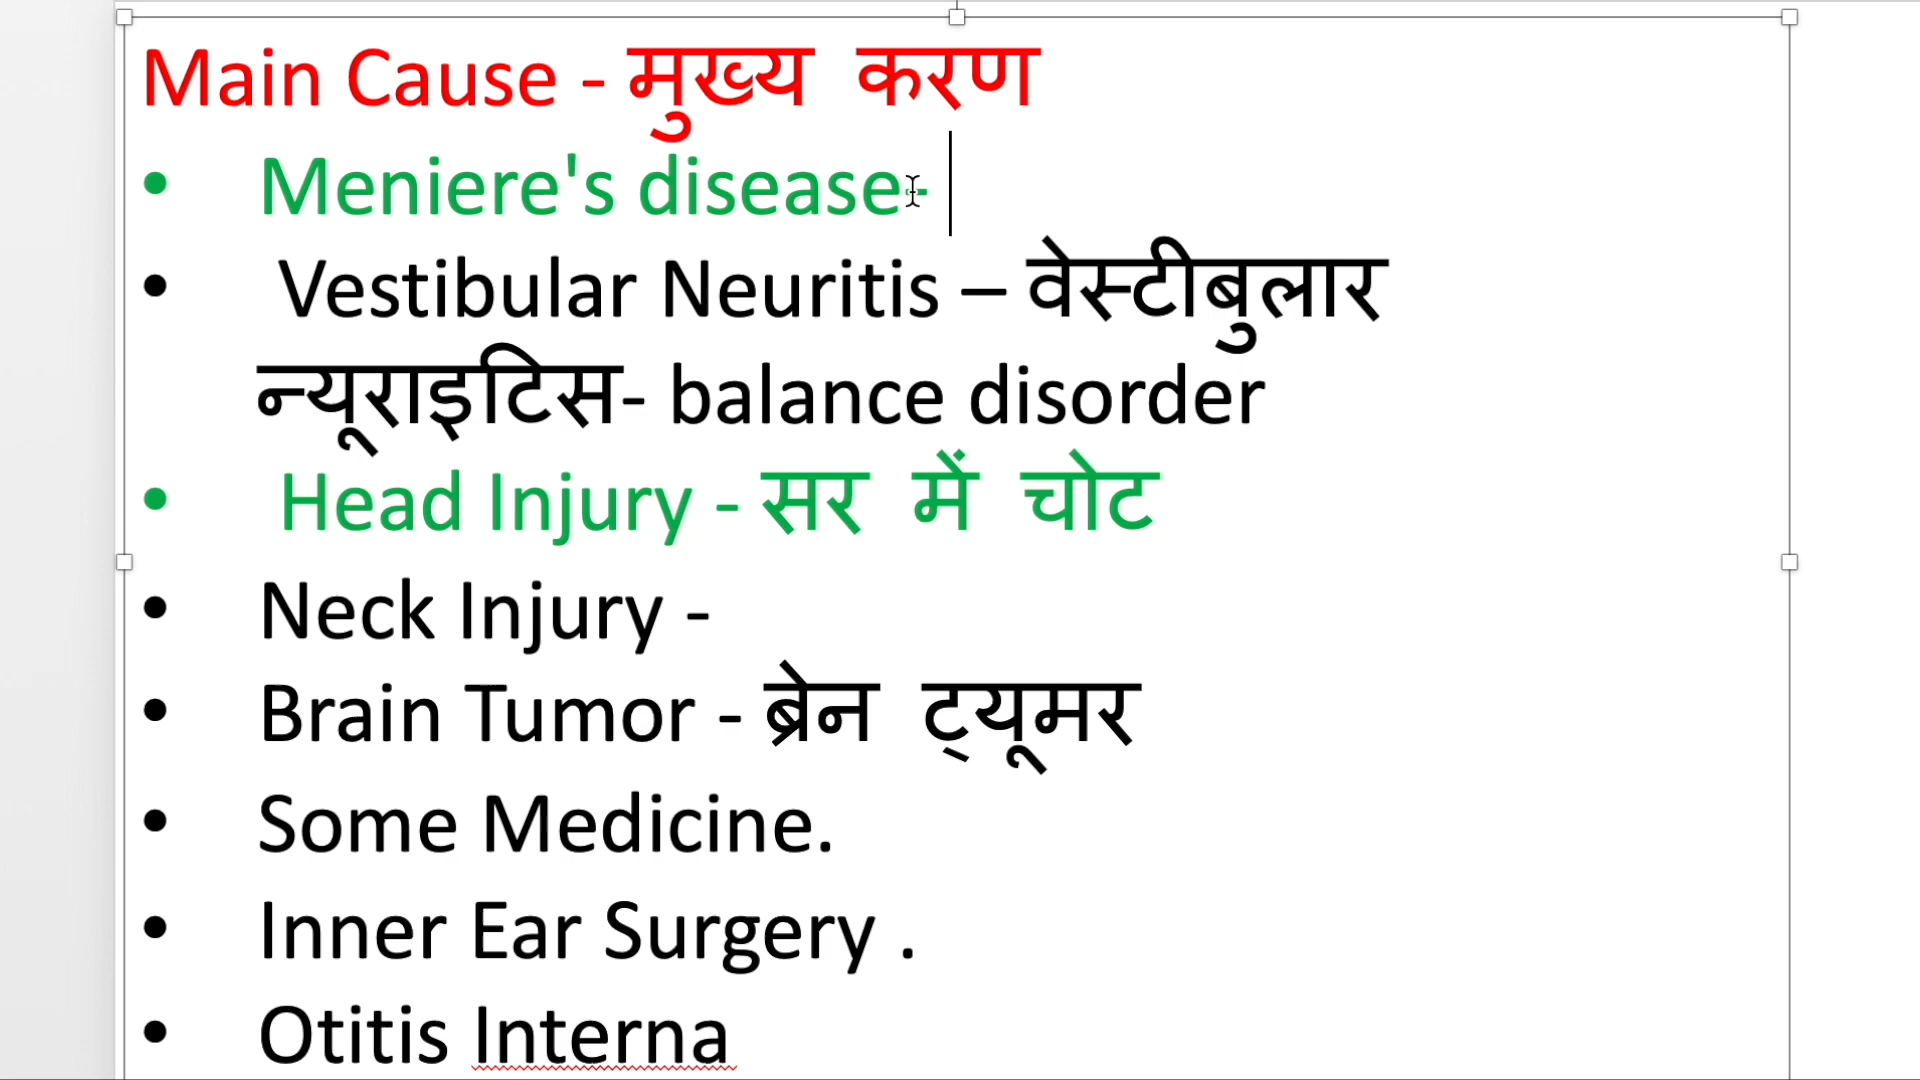 Main Cause - मुख्य करण
• Meniere's disease-
• Vestibular Neuritis – वेस्टीबुलार
न्यूराइटिस- balance disorder
• Head Injury - सर में चोट
• Neck Injury -
• Brain Tumor - ब्रेन ट्यूमर
• Some Medicine.
• Inner Ear Surgery .
• Otitis Interna